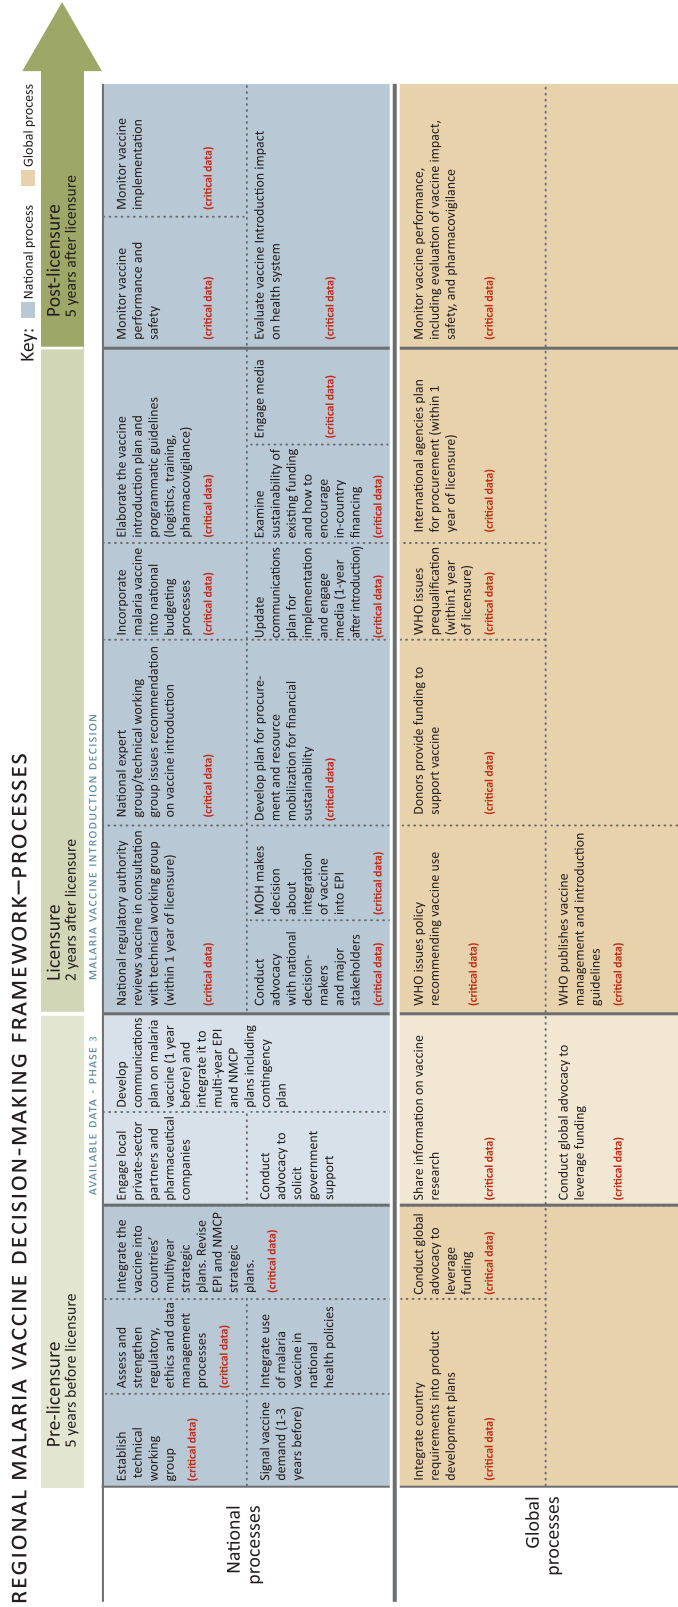 REGIONAL MALARIA VACCINE DECISION-MAKING FRAMEWORK—PROCESSES
Key:
National process
Global process
Pre-licensure
5 years before licensure
Licensure
2 years after licensure
Post-licensure
5 years after licensure
AVAILABLE DATA - PHASE 3
MALARIA VACCINE INTRODUCTION DECISION
National
processes
Establish
technical
working
group
(critical data)
Assess and
strengthen
regulatory,
ethics and data
management
processes
(critical data)
Integrate the
vaccine into
countries’
multiyear
strategic
plans. Revise
EPI and NMCP
strategic
plans.
(critical data)
Engage local
private-sector
partners and
pharmaceutical
companies
Develop
communications
plan on malaria
vaccine (1 year
before) and
integrate it to
multi-year EPI
and NMCP
plans including
contingency
plan
National regulatory authority
reviews vaccine in consultation
with technical working group
(within 1 year of licensure)
(critical data)
National expert
group/technical working
group issues recommendation
on vaccine introduction
(critical data)
Incorporate
malaria vaccine
into national
budgeting
processes
(critical data)
Elaborate the vaccine
introduction plan and
programmatic guidelines
(logistics, training,
pharmacovigilance)
(critical data)
Monitor vaccine
performance and
safety
(critical data)
Monitor vaccine
implementation
(critical data)
Signal vaccine
demand (1-3
years before)
Integrate use
of malaria
vaccine in
national
health policies
Conduct
advocacy to
solicit
government
support
Conduct
advocacy
with national
decision-
makers
and major
stakeholders
(critical data)
MOH makes
decision
about
integration
of vaccine
into EPI
(critical data)
Develop plan for procure-
ment and resource
mobilization for financial
sustainability
(critical data)
Update
communications
plan for
implementation
and engage
media (1-year
after introduction)
(critical data)
Examine
sustainability of
existing funding
and how to
encourage
in-country
financing
(critical data)
Engage media
(critical data)
Evaluate vaccine Introduction impact
on health system
(critical data)
Global
processes
Integrate country
requirements into product
development plans
(critical data)
Conduct global
advocacy to
leverage
funding
(critical data)
Share information on vaccine
research
(critical data)
WHO issues policy
recommending vaccine use
(critical data)
Donors provide funding to
support vaccine
(critical data)
WHO issues
prequalification
(within1 year
of licensure)
(critical data)
International agencies plan
for procurement (within 1
year of licensure)
(critical data)
Monitor vaccine performance,
including evaluation of vaccine impact,
safety, and pharmacovigilance
(critical data)
Conduct global advocacy to
leverage funding
(critical data)
WHO publishes vaccine
management and introduction
guidelines
(critical data)